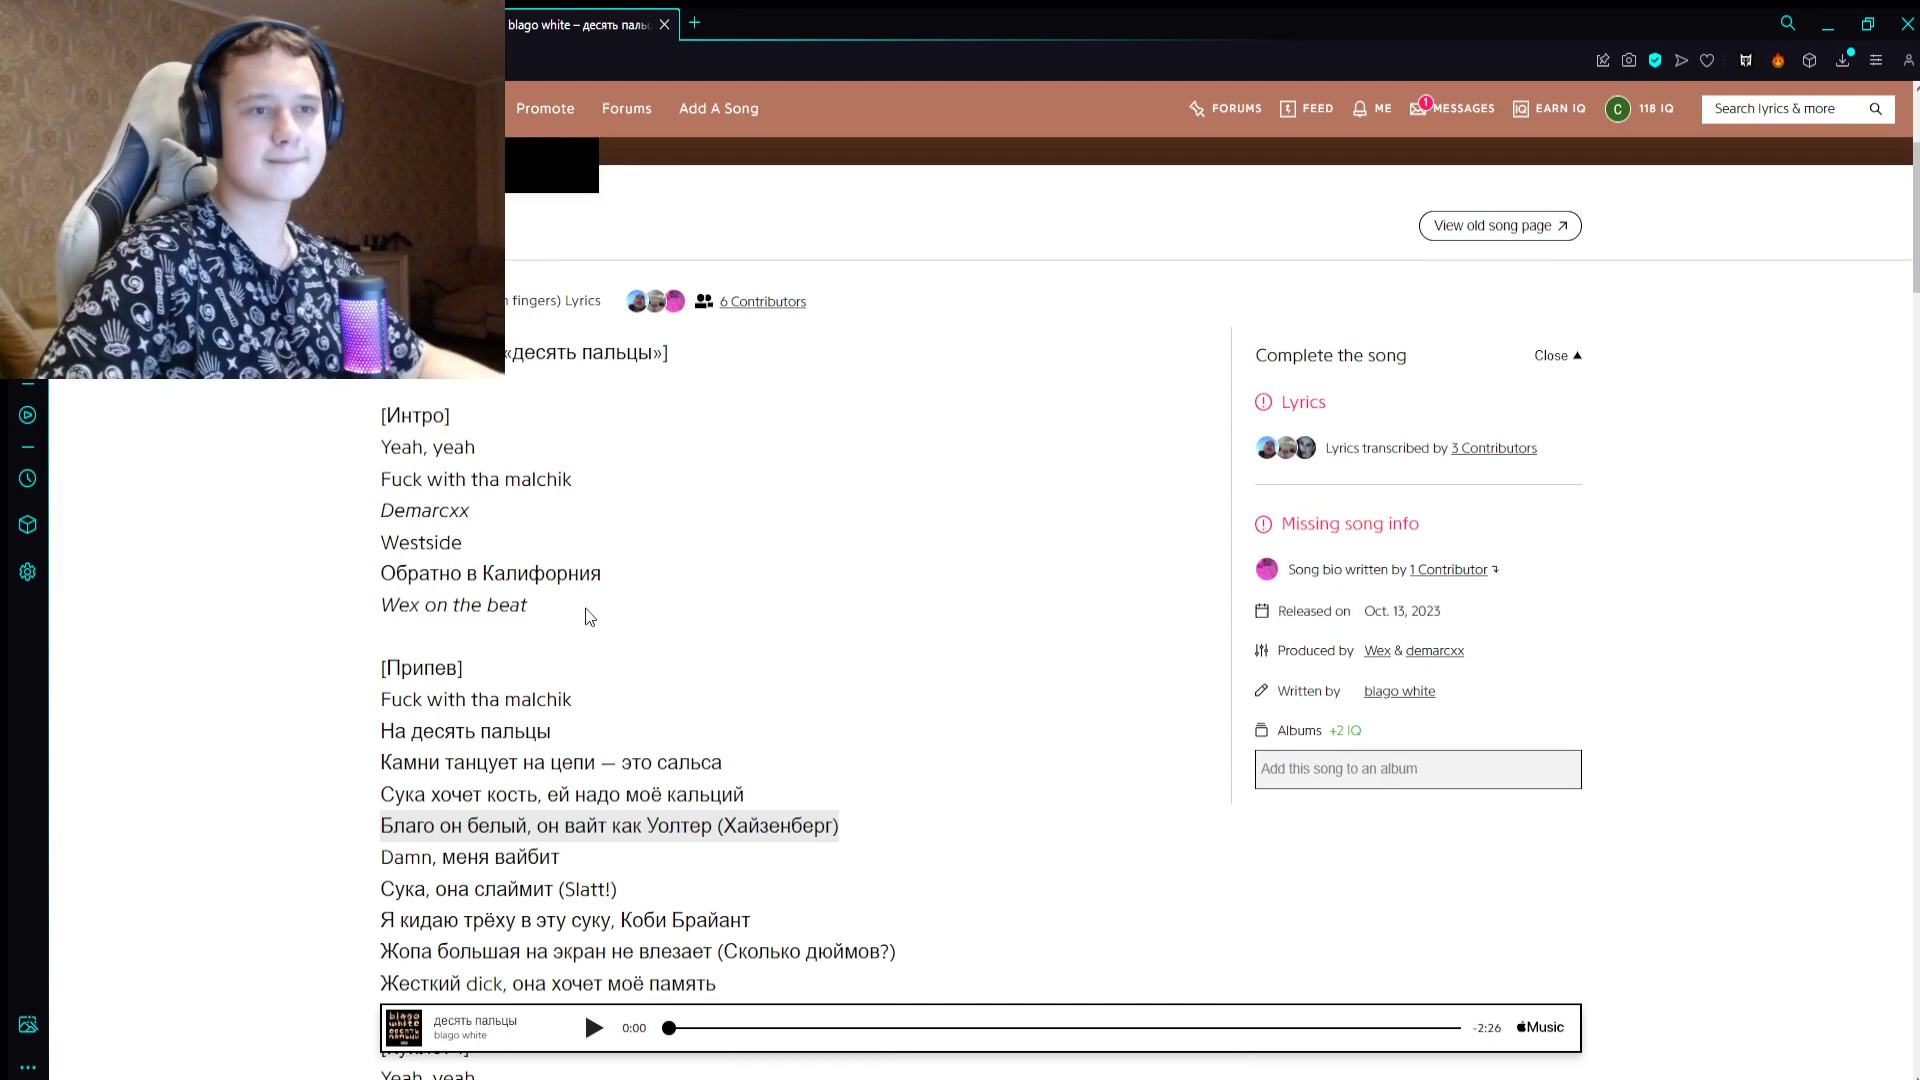 blago white – десять паль
Promote Forums Add A Song FORUMS FEED ME 1 MESSAGES EARN IQ C 118 IQ Search lyrics & more
View old song page
fingers) Lyrics 6 Contributors
«десять пальцы»]
[Интро]
Yeah, yeah
Fuck with tha malchik
Demarcxx
Westside
Обратно в Калифорния
Wex on the beat
[Припев]
Fuck with tha malchik
На десять пальцы
Камни танцует на цепи — это сальса
Сука хочет кость, ей надо моё кальций
Благо он белый, он вайт как Уолтер (Хайзенберг)
Damn, меня вайбит
Сука, она слаймит (Slatt!)
Я кидаю трёху в эту суку, Коби Брайант
Жопа большая на экран не влезает (Сколько дюймов?)
Жесткий dick, она хочет моё память
Yeah, yeah
Complete the song Close
Lyrics
Lyrics transcribed by 3 Contributors
Missing song info
Song bio written by 1 Contributor
Released on Oct. 13, 2023
Produced by Wex & demarcxx
Written by blago white
Albums +2 IQ
Add this song to an album
blago white десять пальцы
десять пальцы
blago white
0:00 -2:26 Music